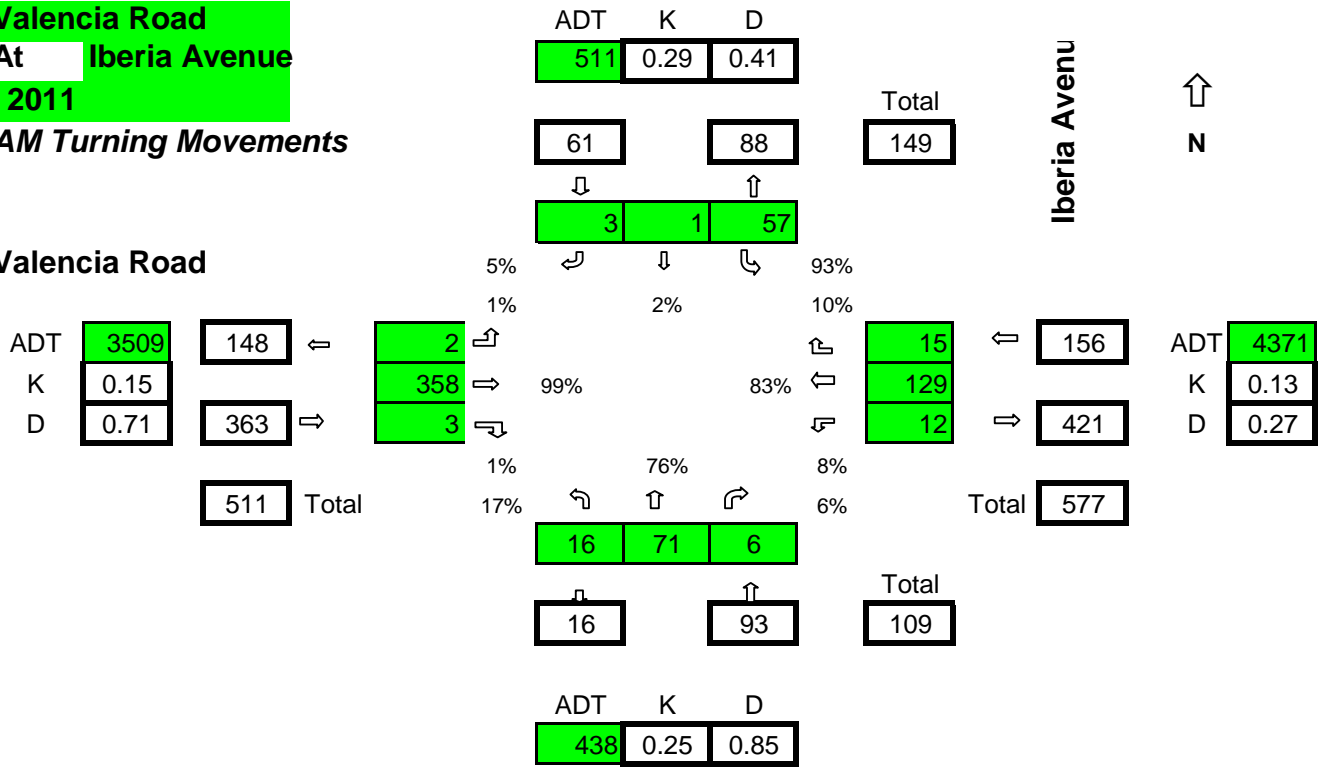 Valencia Road
At Iberia Avenue
2011
AM Turning Movements
ADT K D
511 0.29 0.41
Total
61 88 149
Iberia Avenu
N
3 1 57
Valencia Road
5% 93%
1% 2% 10%
ADT 3509 148 2 15 156 ADT 4371
K 0.15 358 99% 83% 129 K 0.13
D 0.71 363 3 12 421 D 0.27
1% 76% 8%
511 Total 17% 6% Total 577
16 71 6
Total
16 93 109
ADT K D
438 0.25 0.85